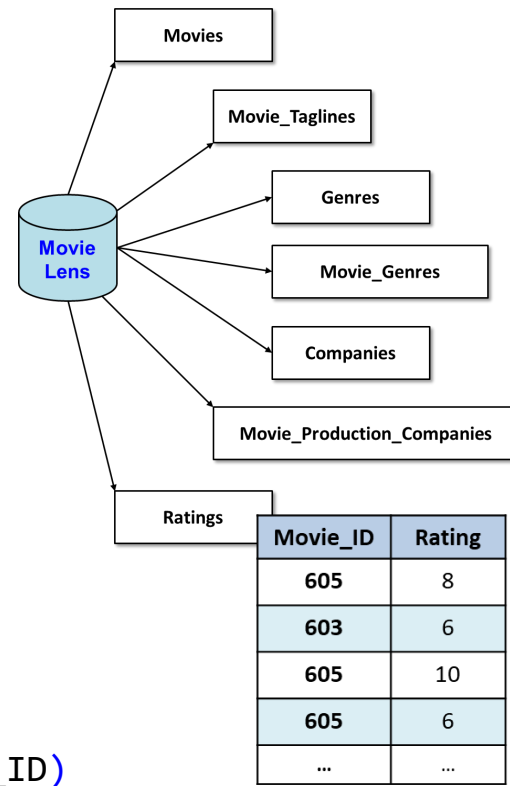 Movies
Movie_Taglines
Genres
Movie
Lens
Movie_Genres
Companies
Movie_Production_Companies
Ratings
Movie_ID Rating
605 8
603 6
605 10
605 6
... ...
_ID)